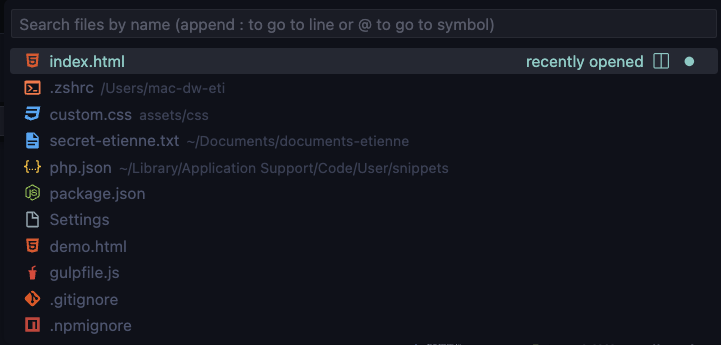 Search files by name (append : to go to line or @ to go to symbol)
index.html recently opened
.zshrc /Users/mac-dw-eti
custom.css assets/css
secret-etienne.txt ~/Documents/documents-etienne
php.json ~/Library/Application Support/Code/User/snippets
package.json
Settings
demo.html
gulpfile.js
.gitignore
.npmignore